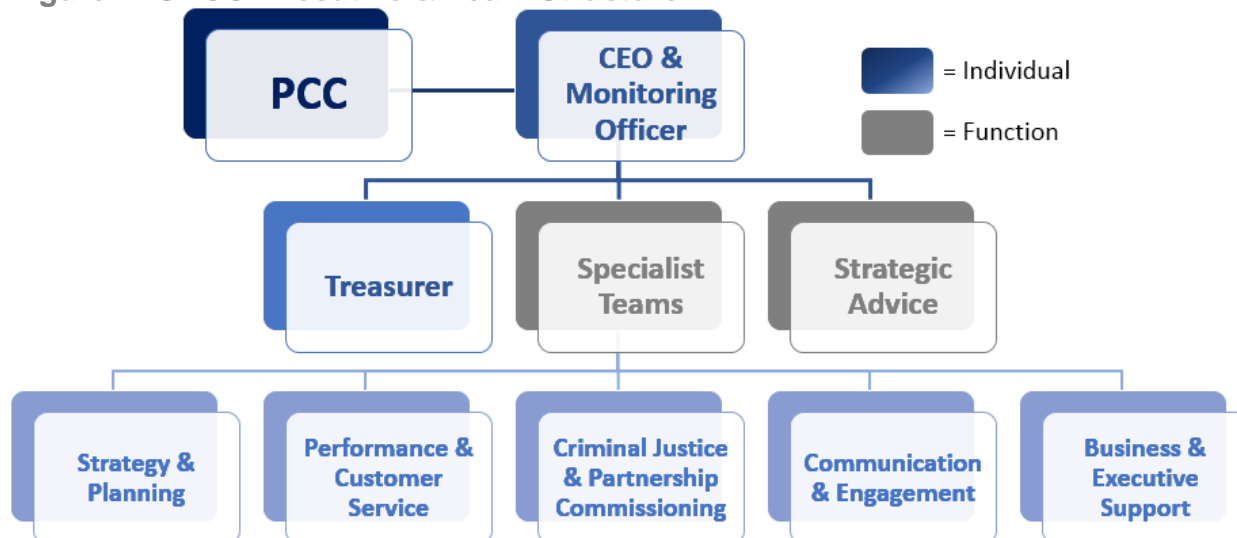 PCC
CEO &
Monitoring
Officer
= Individual
= Function
Treasurer
Specialist
Teams
Strategic
Advice
Strategy &
Planning
Performance &
Customer
Service
Criminal Justice
& Partnership
Commissioning
Communication
& Engagement
Business &
Executive
Support